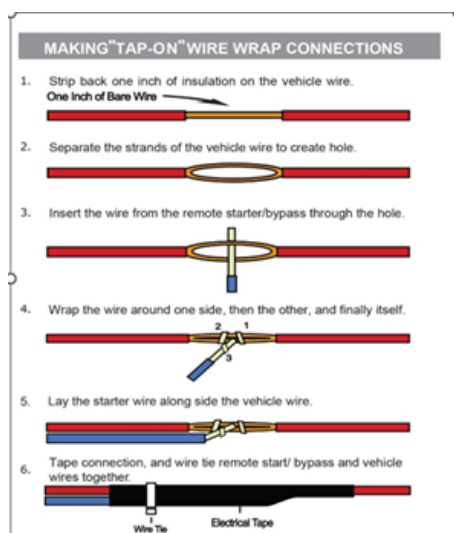 MAKING"TAP-ON"WIRE WRAP CONNECTIONS
1. Strip back one inch of insulation on the vehicle wire.
One Inch of Bare Wire
2. Separate the strands of the vehicle wire to create hole.
3. Insert the wire from the remote starter/bypass through the hole.
4. Wrap the wire around one side, then the other, and finally itself.
2 1
3
5. Lay the starter wire along side the vehicle wire.
6. Tape connection, and wire tie remote start/ bypass and vehicle
wires together.
Wire Tie Electrical Tape